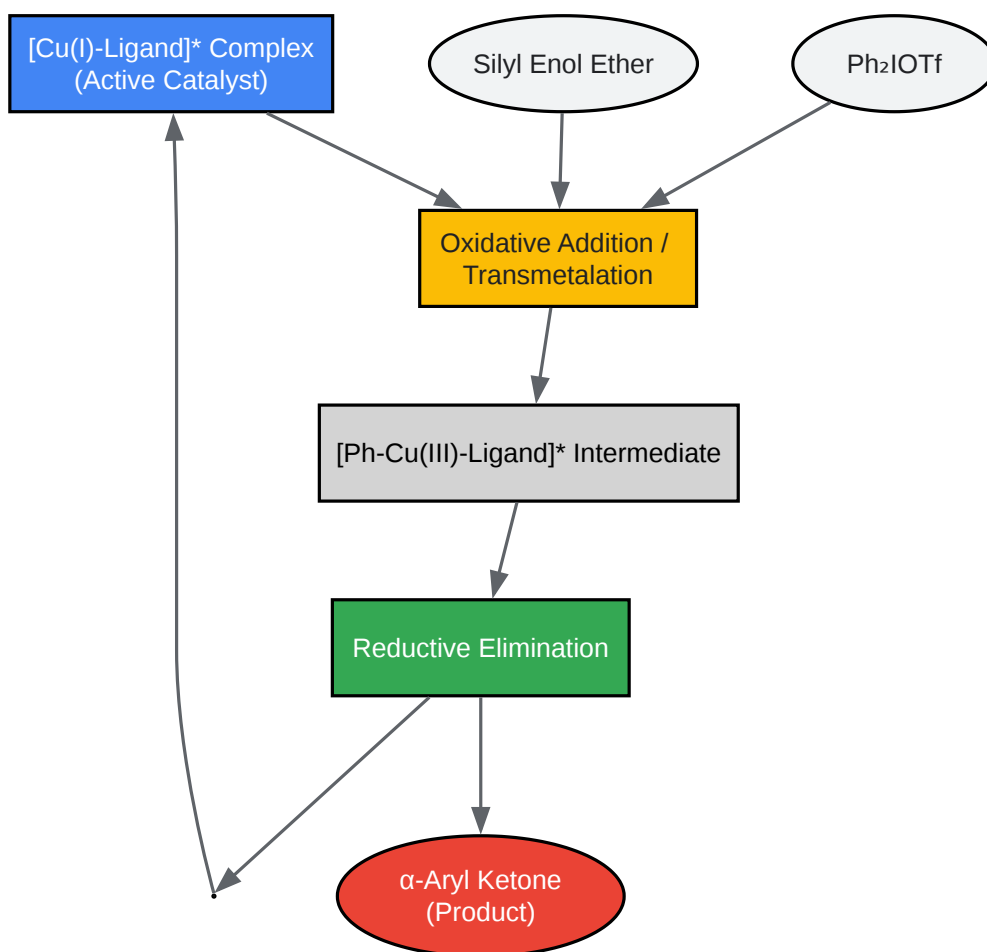 [Cu(I)-Ligand]* Complex
(Active Catalyst)
Silyl Enol Ether
Ph₂IOTf
Oxidative Addition /
Transmetalation
[Ph-Cu(III)-Ligand]* Intermediate
Reductive Elimination
α-Aryl Ketone
(Product)